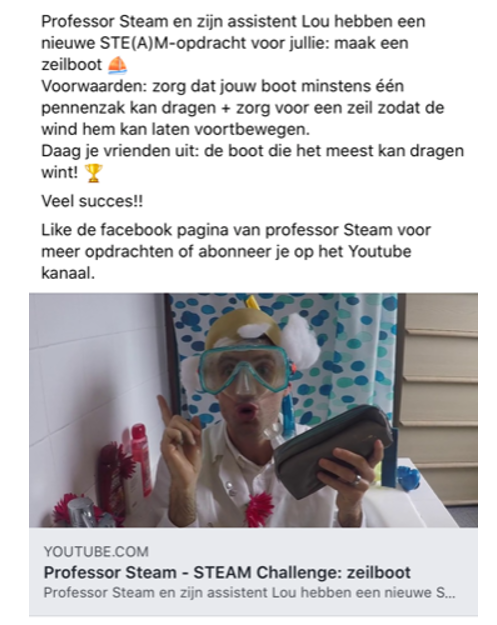 Professor Steam en zijn assistent Lou hebben een
nieuwe STE(A)M-opdracht voor jullie: maak een
zeilboot ⛵
Voorwaarden: zorg dat jouw boot minstens één
pennenzak kan dragen + zorg voor een zeil zodat de
wind hem kan laten voortbewegen.
Daag je vrienden uit: de boot die het meest kan dragen
wint! 🏆
Veel succes!!
Like de facebook pagina van professor Steam voor
meer opdrachten of abonneer je op het Youtube
kanaal.
YOUTUBE.COM
Professor Steam - STEAM Challenge: zeilboot
Professor Steam en zijn assistent Lou hebben een nieuwe S...